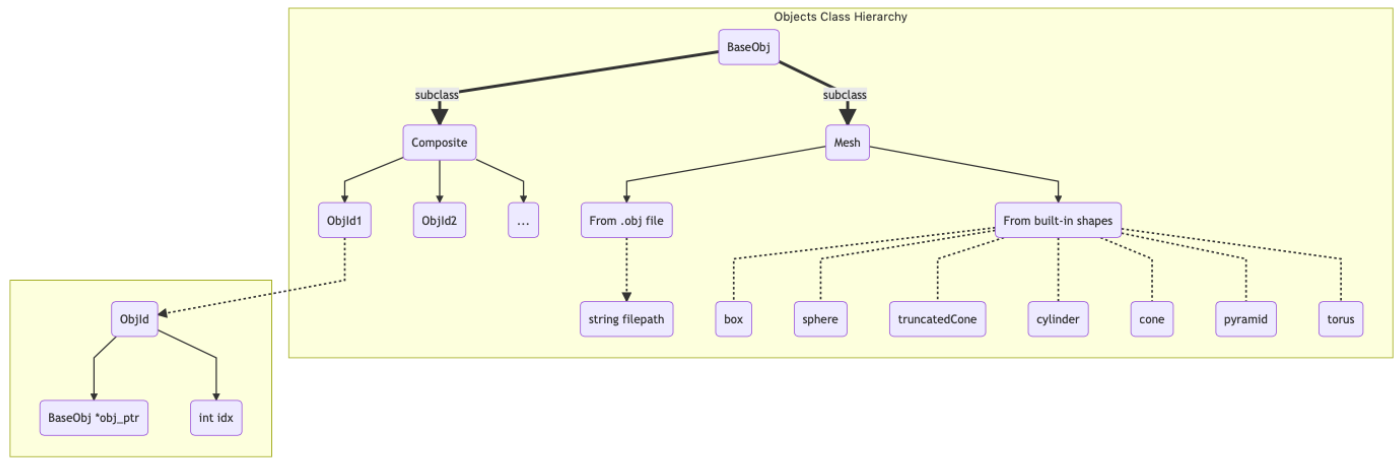 Objects Class Hierarchy
BaseObj
subclass
subclass
Composite
Mesh
ObjId1
ObjId2
...
From .obj file
From built-in shapes
ObjId
string filepath
box
sphere
truncatedCone
cylinder
cone
pyramid
torus
BaseObj *obj_ptr
int idx